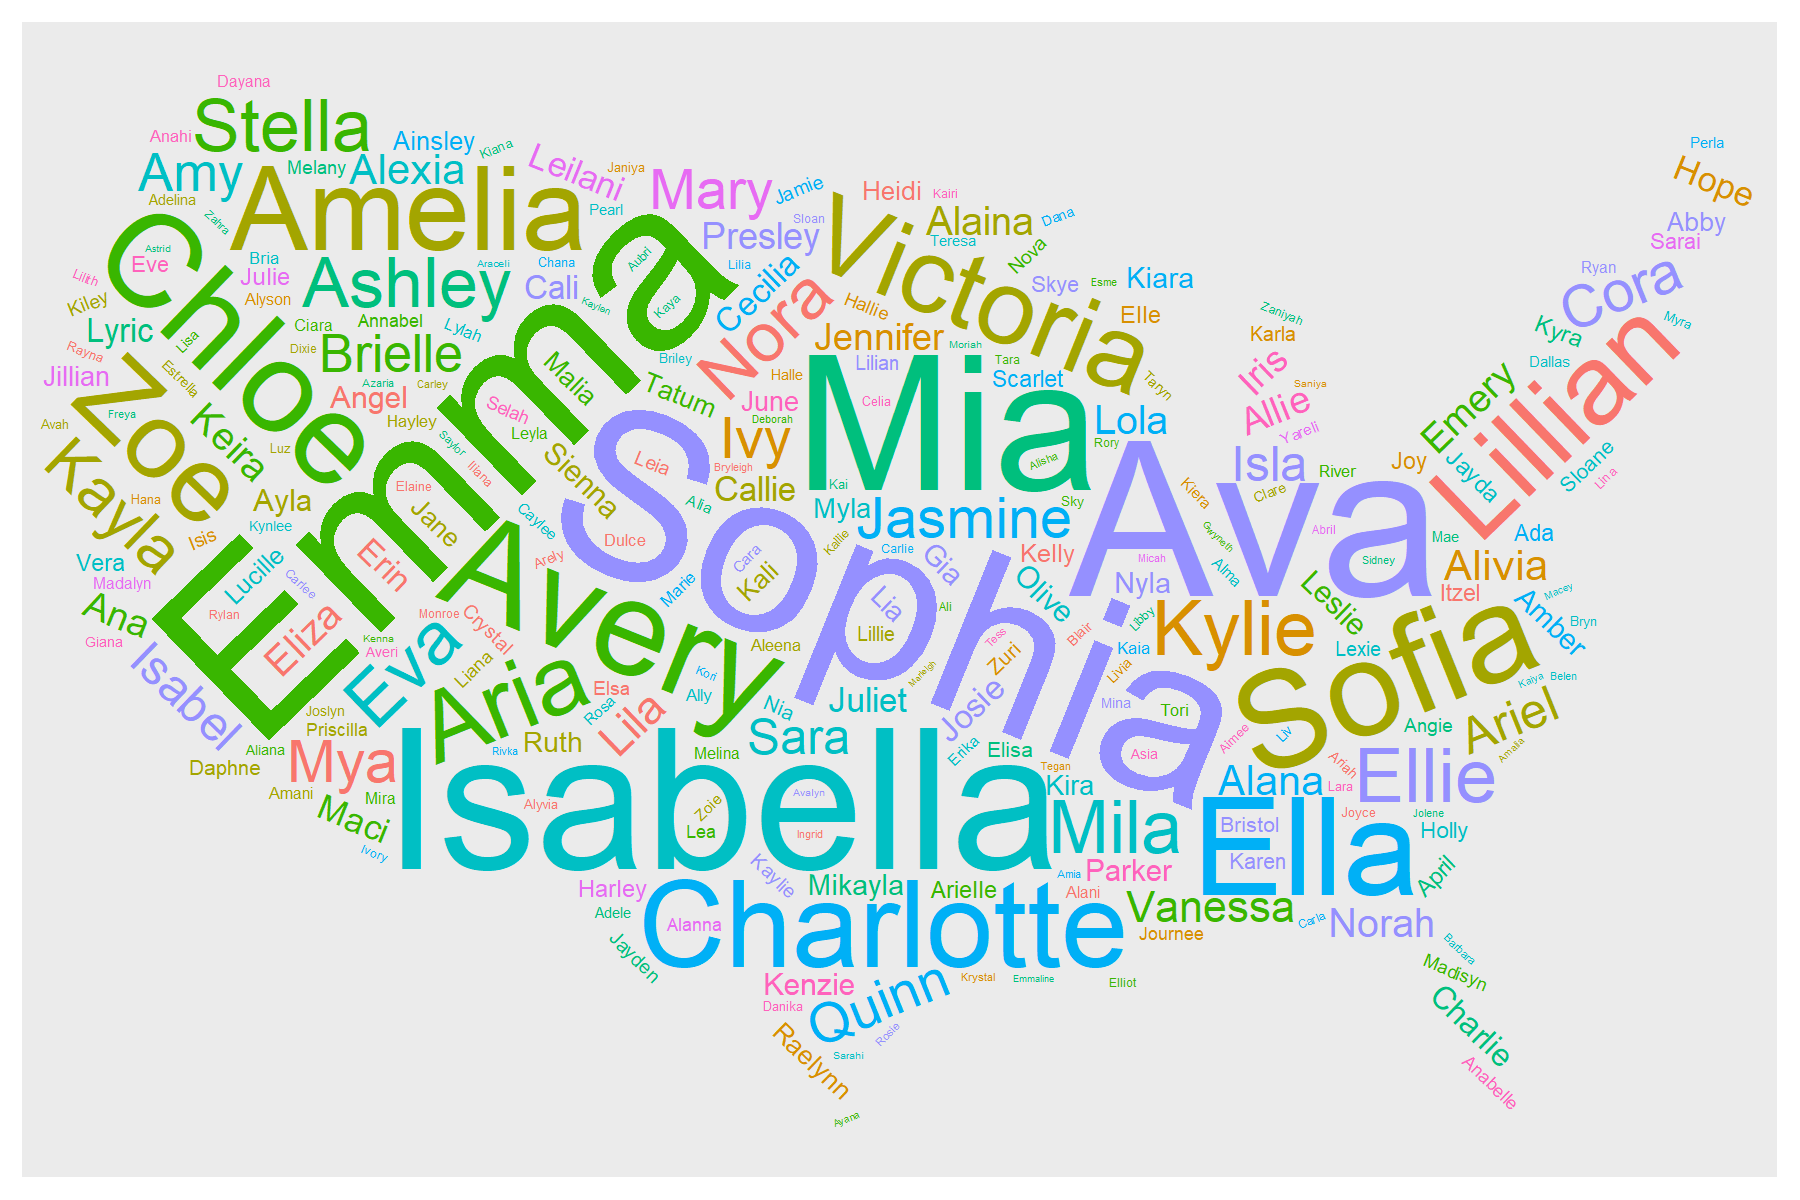 Dayana
Stella
Anahi
Ainsley
Kiana
Perla
Amy
Melany
Alexia
Leilani
Janiya
Mary
Jamie
Heidi
Kairi
Hope
Adelina
Zahra
Amelia
Pearl
Sloan
Victoria
Alaina
Dana
Abby
Chloe
Astrid
Eve
Bria
Julie
Araceli
Chana
Emma
Aubri
Presley
Lilia
Teresa
Nova
Sarai
Lilith
Kiley
Alyson
Ashley
Cali
Kaylen
Kaya
Cecilia
Nora
Hallie
Skye
Esme
Kiara
Ryan
Cora
Lyric
Lisa
Ciara
Annabel
Lylah
Jennifer
Elle
Zaniyah
Karla
Kyra
Myra
Rayna
Dixie
Brielle
Briley
Moriah
Jillian
Zoe
Estrella
Azaria
Carley
Malia
Tatum
Halle
Lilian
Mia
Tara
Scarlet
Taryn
Iris
Saniya
Dallas
Lillian
Avah
Freya
Keira
Angel
Hayley
Selah
Leyla
June
Deborah
Celia
Lola
Allie
Yareli
Emery
Kayla
Luz
Saylor
Iliana
Sienna
Sophia
Leia
Ivy
Bryleigh
Rory
Alisha
Ava
Isla
River
Joy
Jayda
Sloane
Lina
Hana
Ayla
Elaine
Jane
Caylee
Alia
Callie
Kai
Myla
Sky
Kiera
Clare
Isis
Kynlee
Erin
Arely
Dulce
Cara
Kallie
Jasmine
Carlie
Gwyneth
Abril
Mae
Ada
Vera
Madalyn
Lucille
Carlee
Avery
Marie
Kali
Lia
Gia
Kelly
Micah
Alma
Sidney
Alivia
Ana
Rylan
Eliza
Monroe
Crystal
Ali
Olive
Nyla
Leslie
Itzel
Macey
Giana
Isabel
Kenna
Averi
Eva
Liana
Aleena
Lillie
Tess
Blair
Libby
Kylie
Lexie
Amber
Bryn
Joslyn
Priscilla
Aria
Elsa
Kori
Ally
Marleigh
Zuri
Kaia
Livia
Sofia
Kaiya
Belen
Aliana
Daphne
Mya
Rosa
Lila
Nia
Juliet
Josie
Mina
Tori
Angie
Ariel
Rivka
Ruth
Melina
Sara
Erika
Elisa
Asia
Aimee
Liv
Amalia
Amani
Mira
Isabella
Avalyn
Tegan
Kira
Alana
Ariah
Lara
Ellie
Maci
Ivory
Alyvia
Zoie
Lea
Ingrid
Mila
Bristol
Ella
Joyce
Jolene
Holly
Harley
Kaylie
Mikayla
Arielle
Amia
Parker
Alani
Karen
April
Adele
Alanna
Charlotte
Vanessa
Carla
Norah
Jayden
Journee
Barbara
Kenzie
Quinn
Krystal
Emmaline
Elliot
Madisyn
Danika
Raelynn
Rosie
Charlie
Sarahi
Anabelle
Ayana